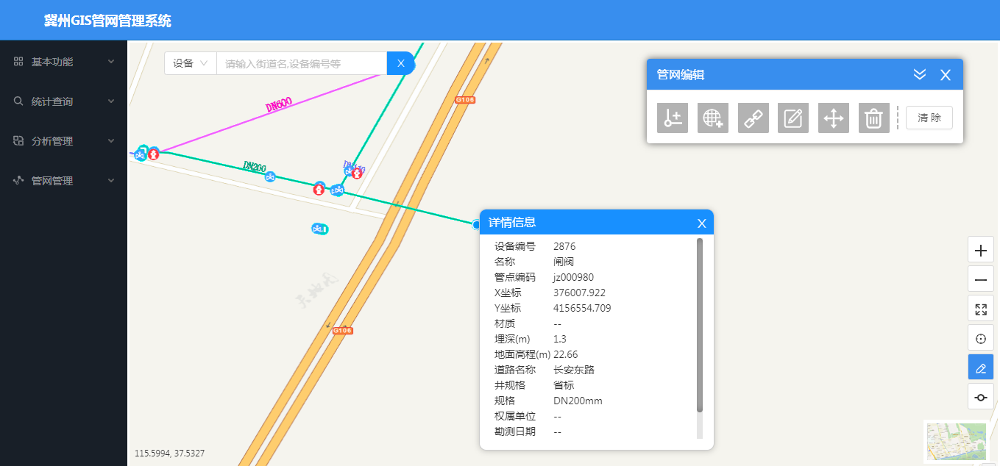 冀州GIS管网管理系统
基本功能
统计查询
分析管理
管网管理
设备
请输入街道名,设备编号等
管网编辑
清 除
DN600
G106
DN200
详情信息
设备编号 2876
名称 闸阀
管点编码 jz000980
X坐标 376007.922
Y坐标 4156554.709
材质 --
埋深(m) 1.3
地面高程(m) 22.66
道路名称 长安东路
井规格 省标
规格 DN200mm
权属单位 --
勘测日期 --
天地图
G106
115.5994, 37.5327